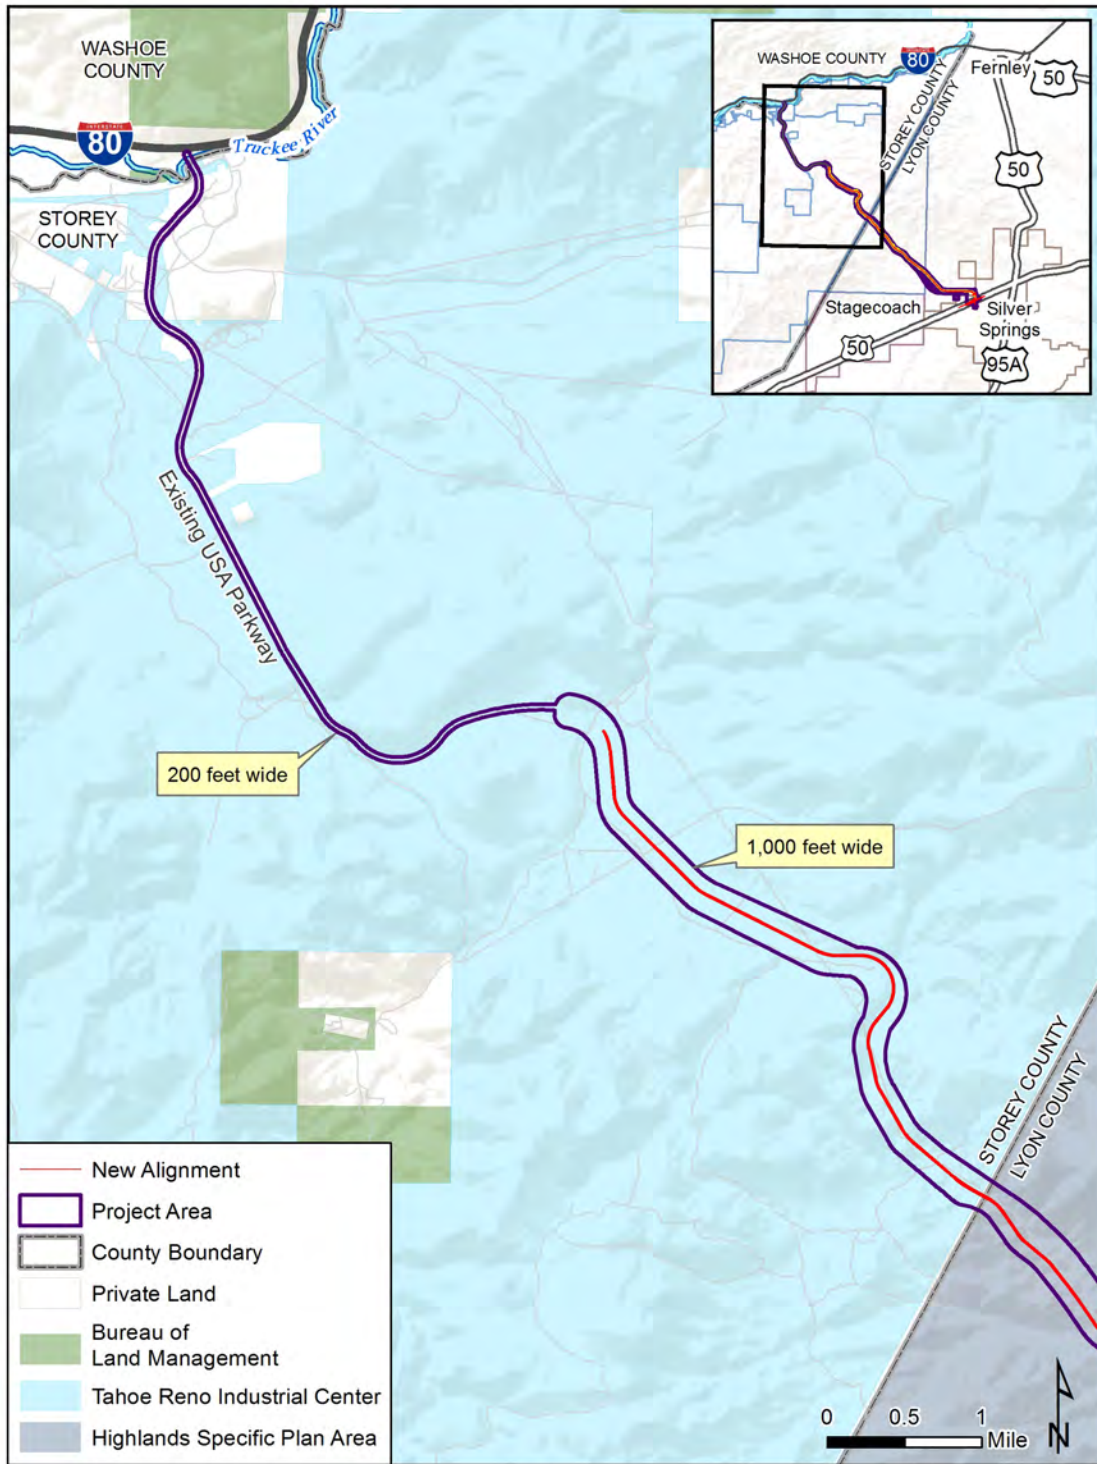 WASHOE
COUNTY
INTERSTATE
80
Truckee River
STOREY
COUNTY
Existing USA Parkway
200 feet wide
1,000 feet wide
STOREY COUNTY
LYON COUNTY
WASHOE COUNTY
80
Fernley
50
STOREY COUNTY
LYON COUNTY
50
Stagecoach
Silver
Springs
50
95A
New Alignment
Project Area
County Boundary
Private Land
Bureau of
Land Management
Tahoe Reno Industrial Center
Highlands Specific Plan Area
0 0.5 1
Mile
N